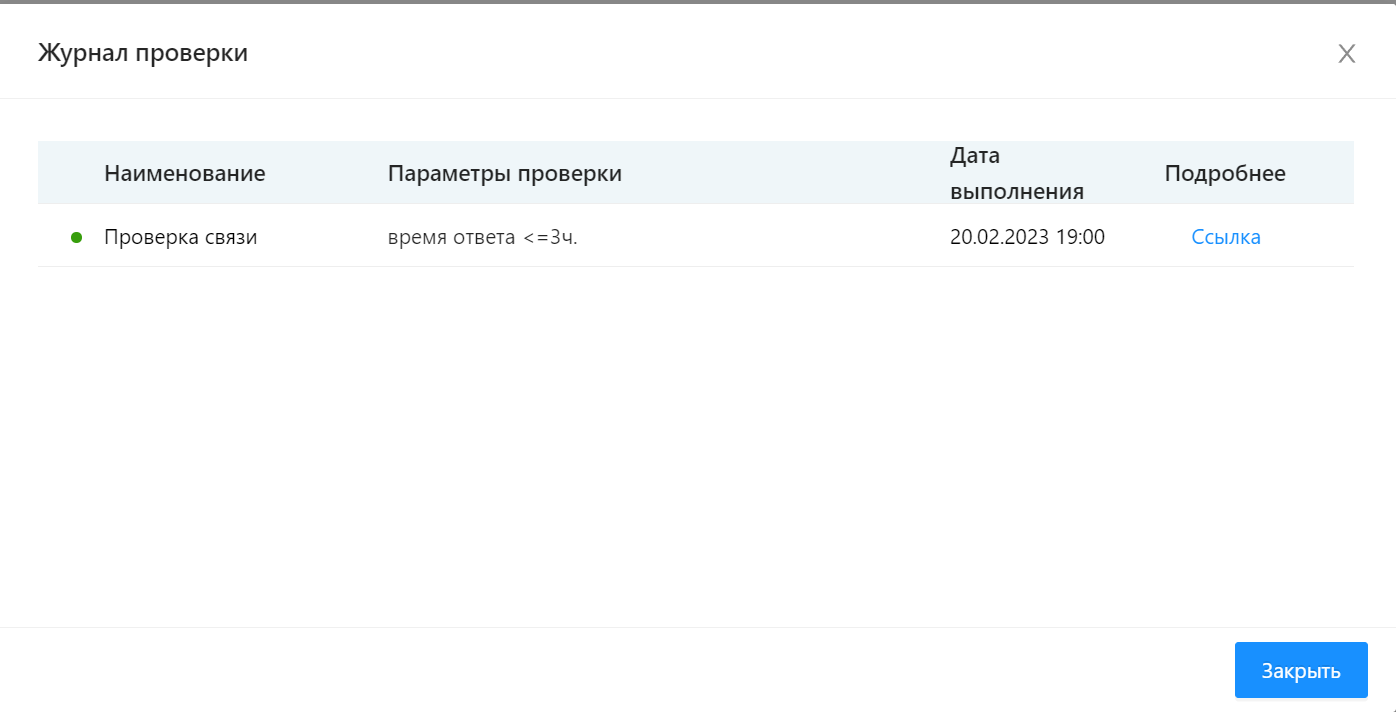 Журнал проверки
Наименование Параметры проверки Дата выполнения Подробнее
Проверка связи время ответа <=3ч. 20.02.2023 19:00 Ссылка
Закрыть